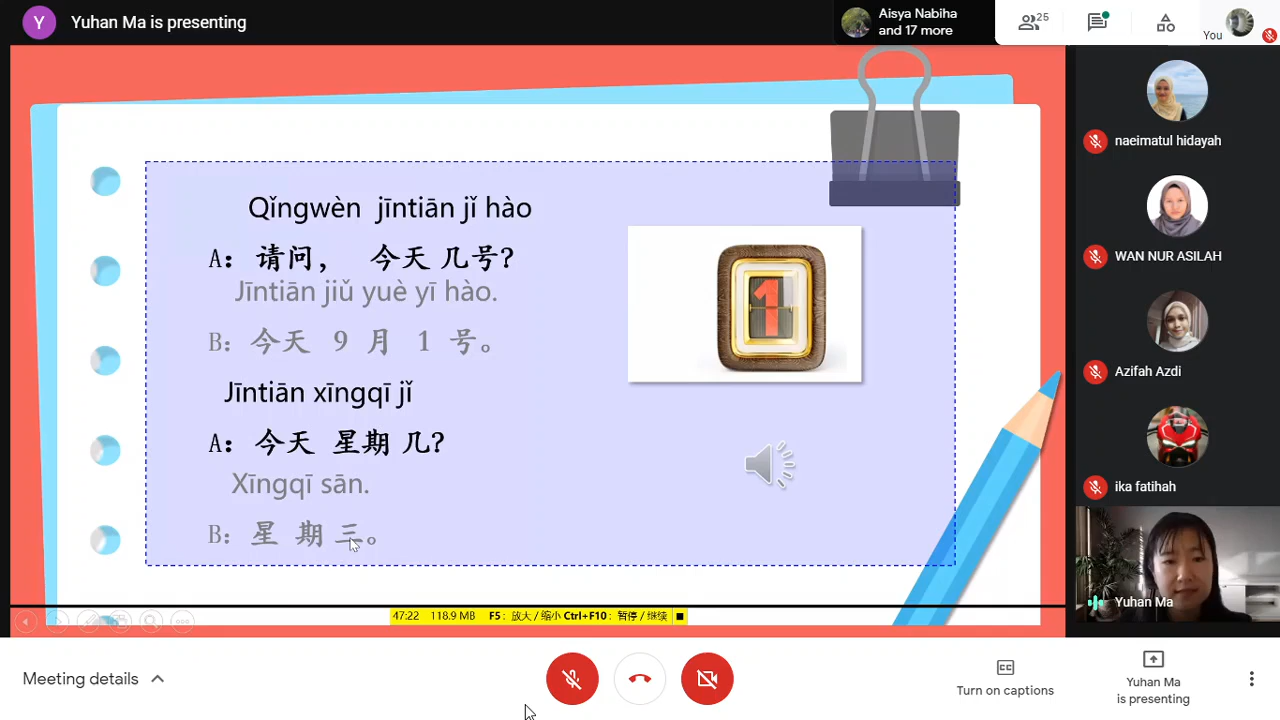 Y Yuhan Ma is presenting
Aisya Nabiha
and 17 more
25
You
Qǐngwèn jīntiān jǐ hào
A：请问， 今天 几号？
Jīntiān jiǔ yuè yī hào.
B：今天 9 月 1 号。
Jīntiān xīngqī jǐ
A：今天 星期 几？
Xīngqī sān.
B：星 期 三。
1
naeimatul hidayah
WAN NUR ASILAH
Azifah Azdi
ika fatihah
Yuhan Ma
47:22 118.9 MB F5：放大/缩小 Ctrl+F10：暂停/继续
Meeting details
CC
Turn on captions
Yuhan Ma
is presenting